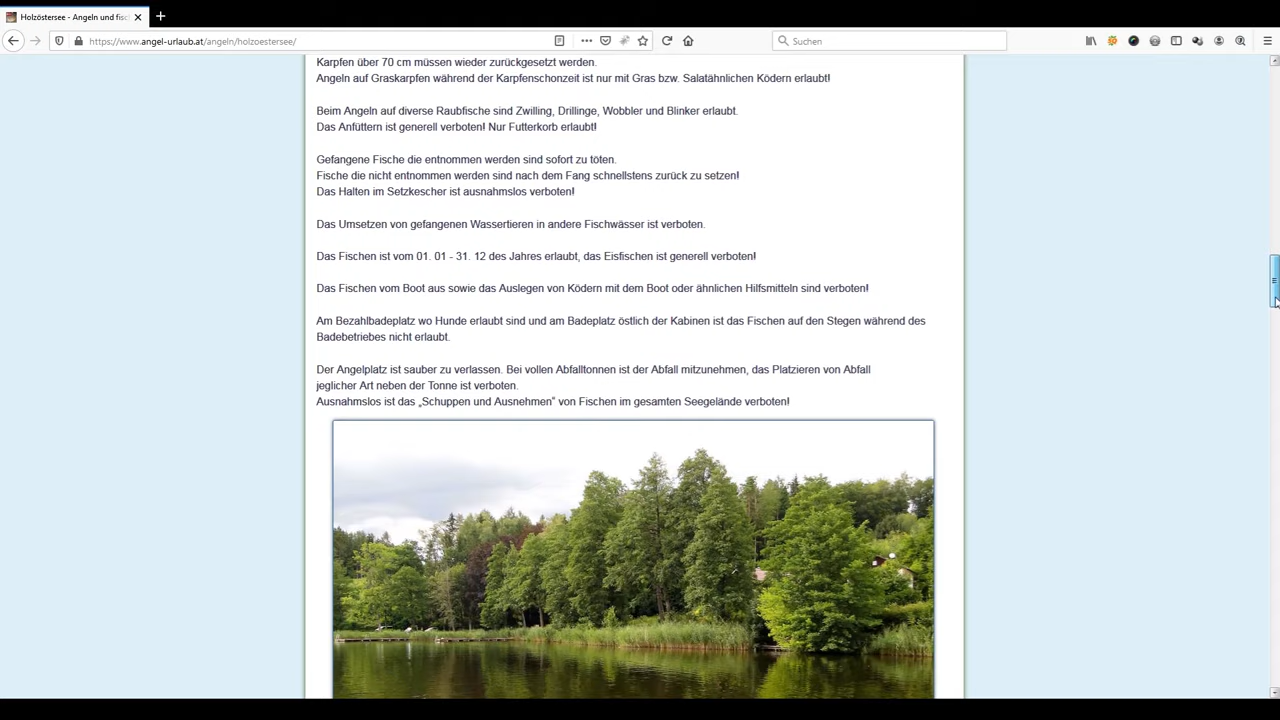 Holzöstersee - Angeln und fisc
https://www.angel-urlaub.at/angeln/holzoestersee/
Suchen
Karpfen über 70 cm müssen wieder zurückgesetzt werden.
Angeln auf Graskarpfen während der Karpfenschonzeit ist nur mit Gras bzw. Salatähnlichen Ködern erlaubt!
Beim Angeln auf diverse Raubfische sind Zwilling, Drillinge, Wobbler und Blinker erlaubt.
Das Anfüttern ist generell verboten! Nur Futterkorb erlaubt!
Gefangene Fische die entnommen werden sind sofort zu töten.
Fische die nicht entnommen werden sind nach dem Fang schnellstens zurück zu setzen!
Das Halten im Setzkescher ist ausnahmslos verboten!
Das Umsetzen von gefangenen Wassertieren in andere Fischwässer ist verboten.
Das Fischen ist vom 01. 01 - 31. 12 des Jahres erlaubt, das Eisfischen ist generell verboten!
Das Fischen vom Boot aus sowie das Auslegen von Ködern mit dem Boot oder ähnlichen Hilfsmitteln sind verboten!
Am Bezahlbadeplatz wo Hunde erlaubt sind und am Badeplatz östlich der Kabinen ist das Fischen auf den Stegen während des
Badebetriebes nicht erlaubt.
Der Angelplatz ist sauber zu verlassen. Bei vollen Abfalltonnen ist der Abfall mitzunehmen, das Platzieren von Abfall
jeglicher Art neben der Tonne ist verboten.
Ausnahmslos ist das „Schuppen und Ausnehmen“ von Fischen im gesamten Seegelände verboten!